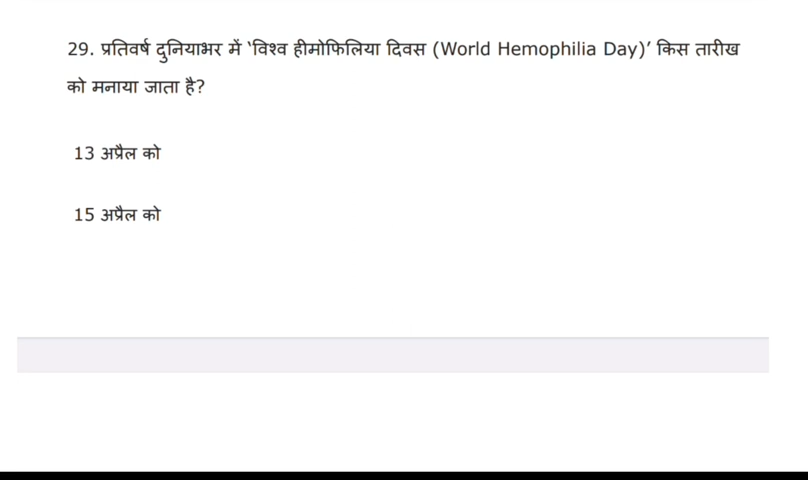 29. प्रतिवर्ष दुनियाभर में ‘विश्व हीमोफिलिया दिवस (World Hemophilia Day)’ किस तारीख
को मनाया जाता है?
13 अप्रैल को
15 अप्रैल को